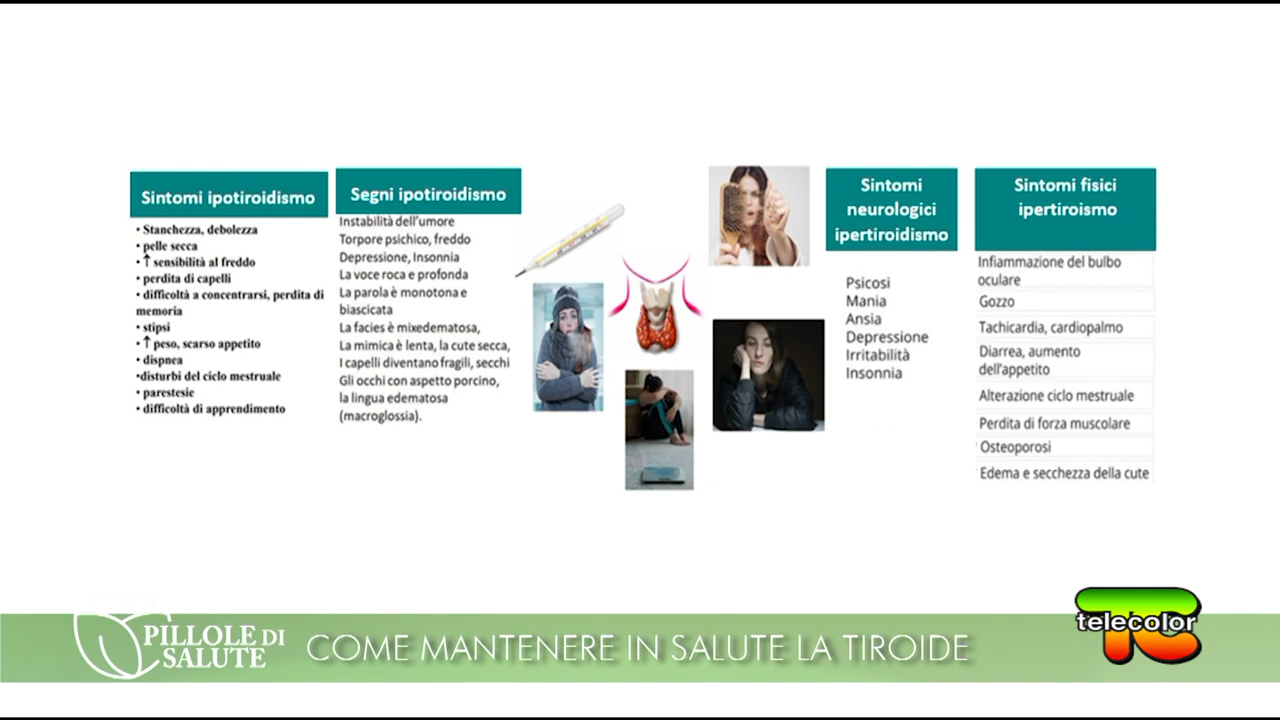 Sintomi ipotiroidismo
• Stanchezza, debolezza
• pelle secca
• ↑ sensibilità al freddo
• perdita di capelli
• difficoltà a concentrarsi, perdita di
memoria
• stipsi
• ↑ peso, scarso appetito
• dispnea
•disturbi del ciclo mestruale
• parestesie
• difficoltà di apprendimento
Segni ipotiroidismo
Instabilità dell'umore
Torpore psichico, freddo
Depressione, Insonnia
La voce roca e profonda
La parola è monotona e
biascicata
La facies è mixedematosa,
La mimica è lenta, la cute secca,
I capelli diventano fragili, secchi
Gli occhi con aspetto porcino,
la lingua edematosa
(macroglossia).
Sintomi
neurologici
ipertiroidismo
Psicosi
Mania
Ansia
Depressione
Irritabilità
Insonnia
Sintomi fisici
ipertiroismo
Infiammazione del bulbo
oculare
Gozzo
Tachicardia, cardiopalmo
Diarrea, aumento
dell'appetito
Alterazione ciclo mestruale
Perdita di forza muscolare
Osteoporosi
Edema e secchezza della cute
PILLOLE DI
SALUTE
COME MANTENERE IN SALUTE LA TIROIDE
TC
telecolor